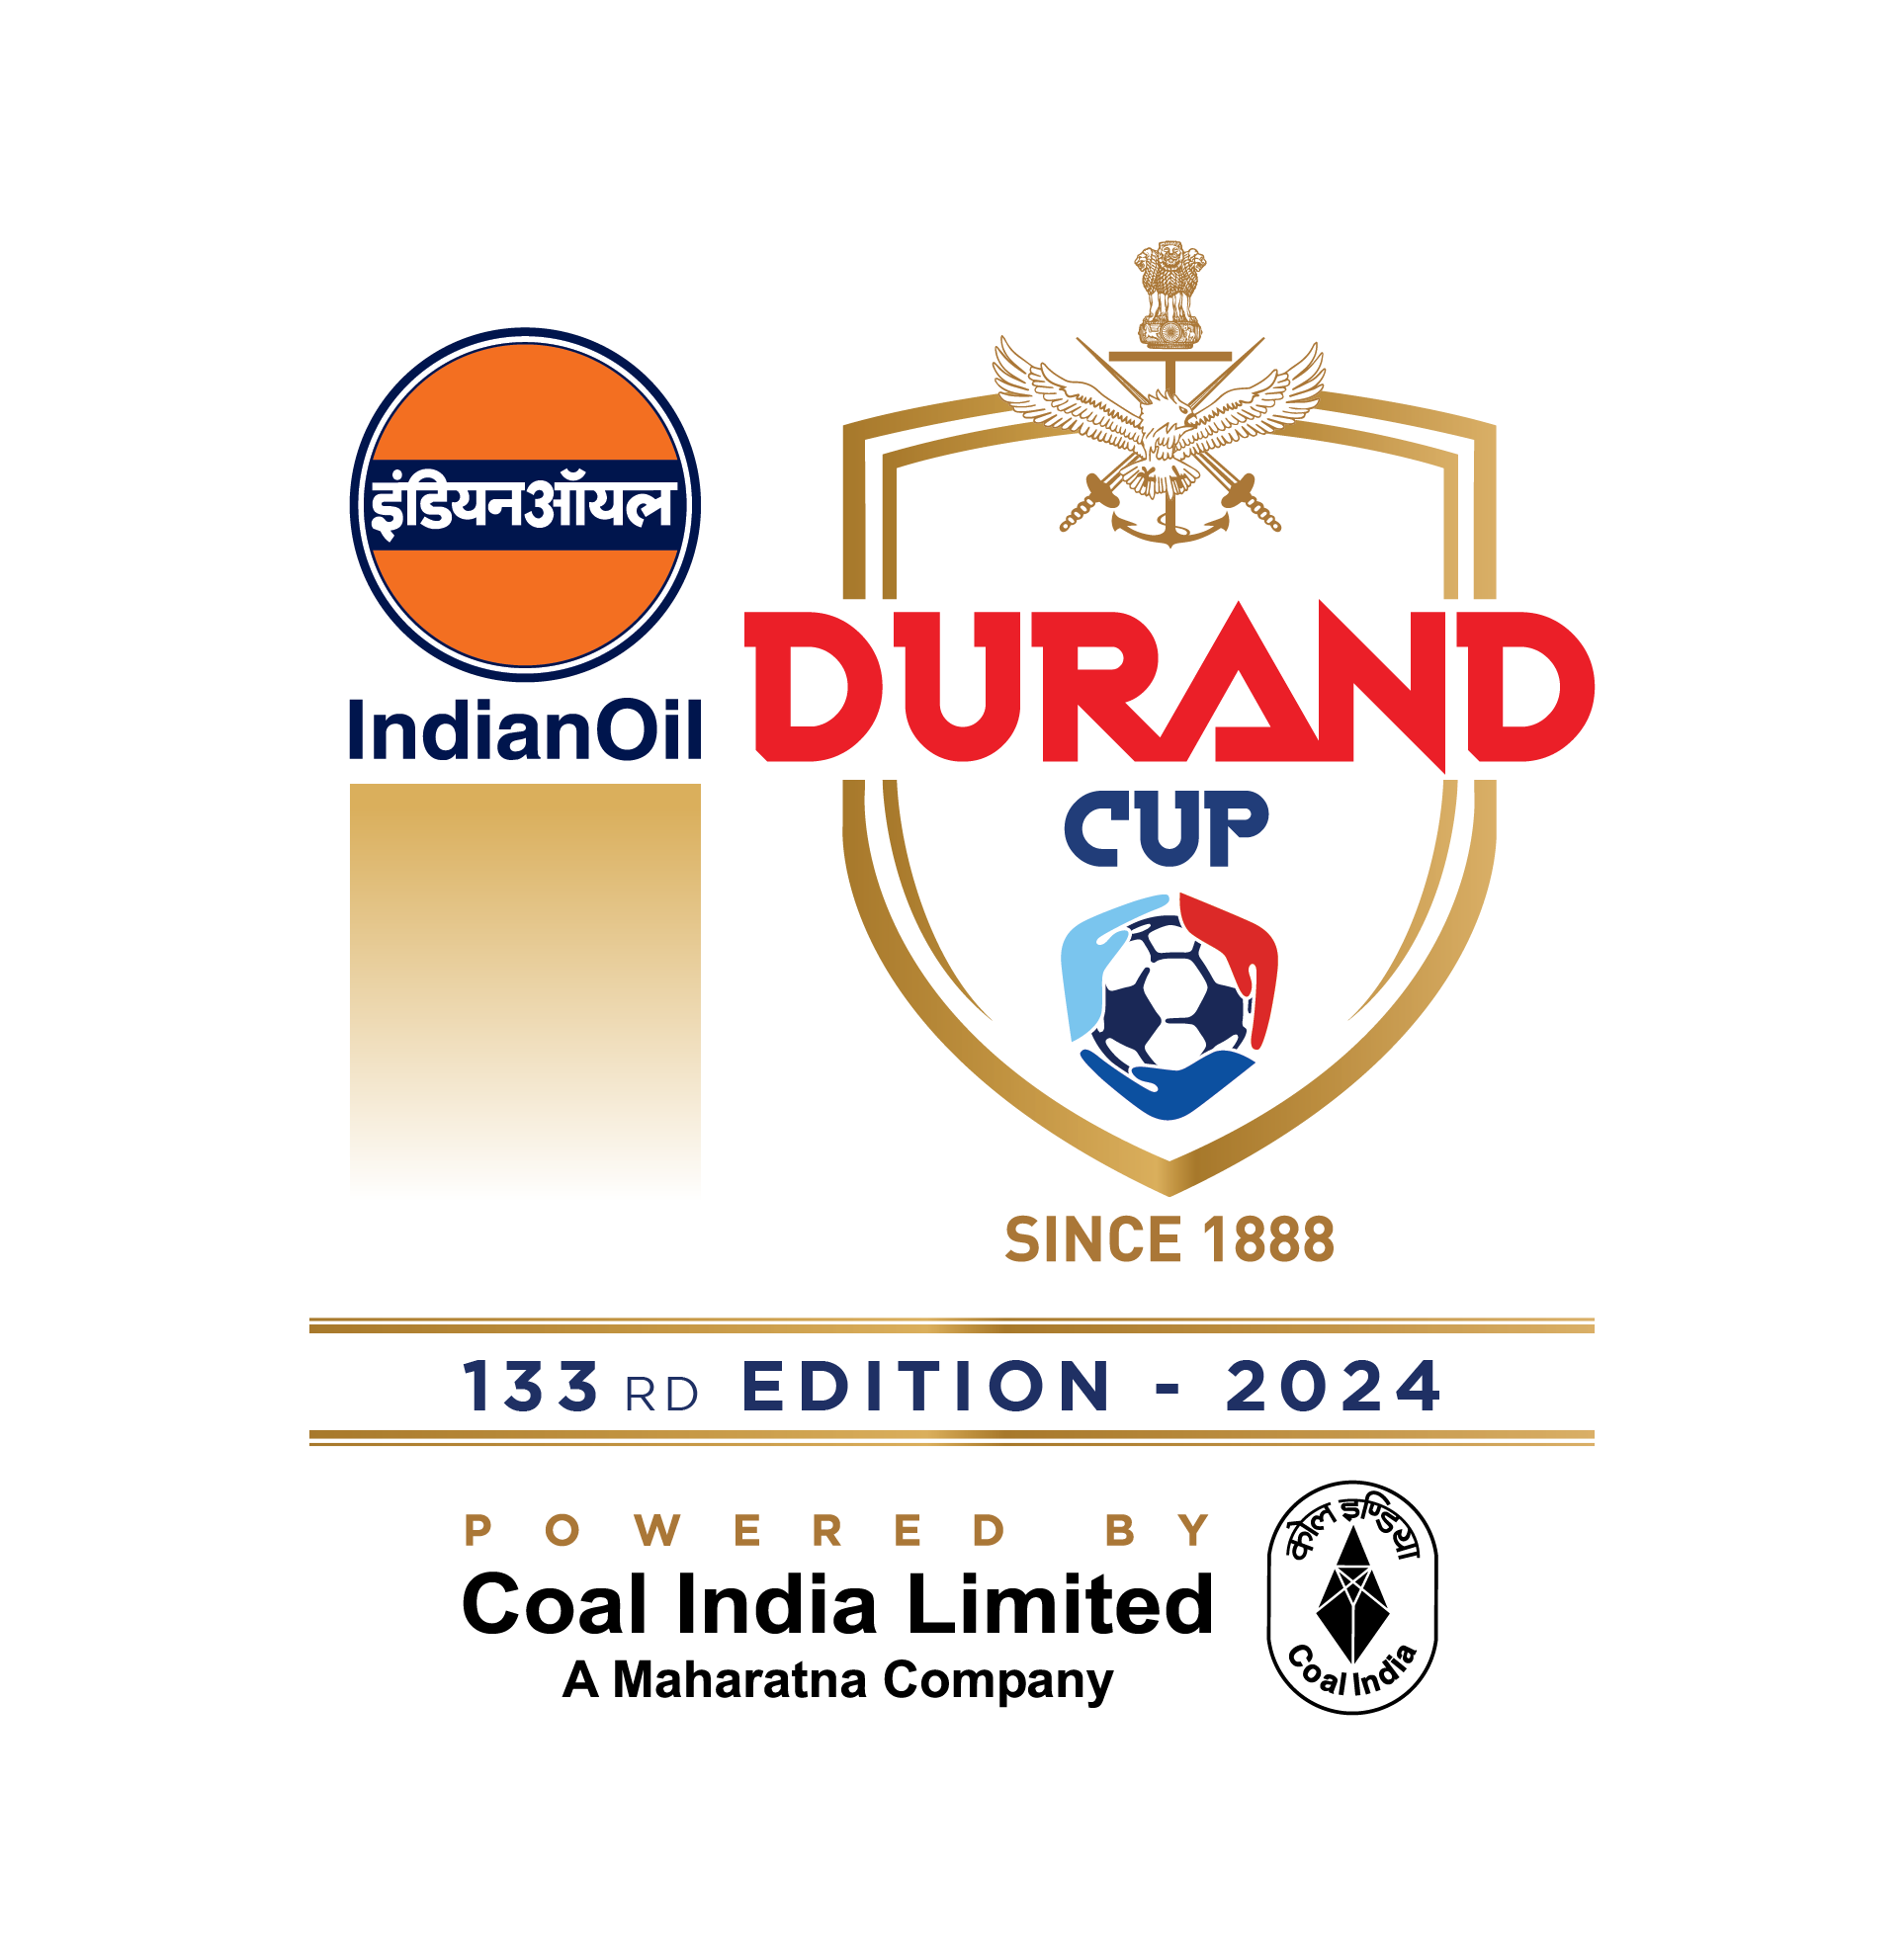 इंडियनऑयल
IndianOil
DURAND
CUP
SINCE 1888
133 RD EDITION - 2024
POWERED BY
Coal India Limited
A Maharatna Company
कोल इण्डिया
Coal India